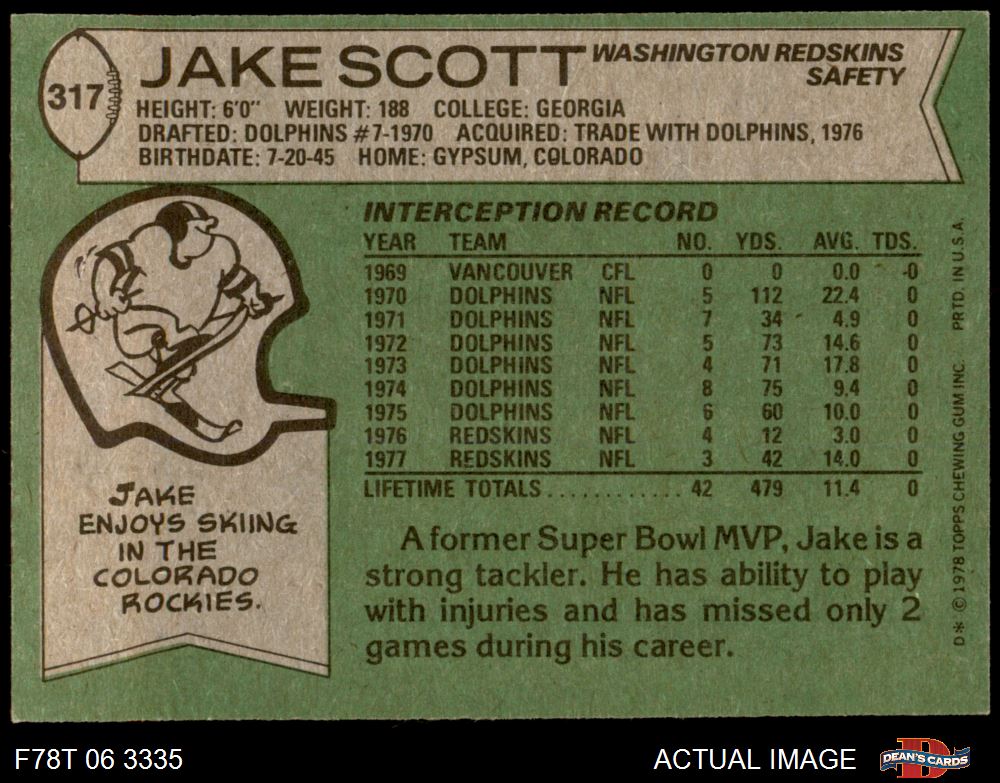 317
JAKE SCOTT
WASHINGTON REDSKINS
SAFETY
HEIGHT: 6'0" WEIGHT: 188 COLLEGE: GEORGIA
DRAFTED: DOLPHINS #7-1970 ACQUIRED: TRADE WITH DOLPHINS, 1976
BIRTHDATE: 7-20-45 HOME: GYPSUM, COLORADO
INTERCEPTION RECORD
YEAR TEAM NO. YDS. AVG. TDS.
1969 VANCOUVER CFL 0 0 0.0 -0
1970 DOLPHINS NFL 5 112 22.4 0
1971 DOLPHINS NFL 7 34 4.9 0
1972 DOLPHINS NFL 5 73 14.6 0
1973 DOLPHINS NFL 4 71 17.8 0
1974 DOLPHINS NFL 8 75 9.4 0
1975 DOLPHINS NFL 6 60 10.0 0
1976 REDSKINS NFL 4 12 3.0 0
1977 REDSKINS NFL 3 42 14.0 0
LIFETIME TOTALS............ 42 479 11.4 0
JAKE
ENJOYS SKIING
IN THE
COLORADO
ROCKIES.
A former Super Bowl MVP, Jake is a
strong tackler. He has ability to play
with injuries and has missed only 2
games during his career.
D* © 1978 TOPPS CHEWING GUM INC. PRTD. IN U.S.A.
F78T 06 3335
ACTUAL IMAGE
D
DEAN'S CARDS